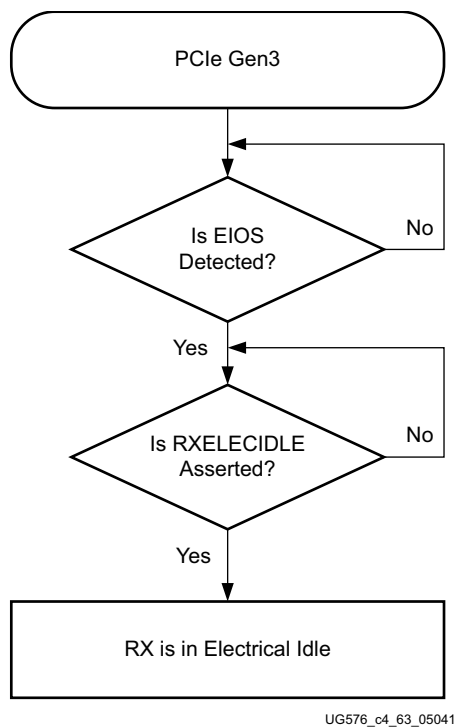 PCIe Gen3
Is EIOS
Detected?
No
Yes
Is RXELECIDLE
Asserted?
No
Yes
RX is in Electrical Idle
UG576_c4_63_05041